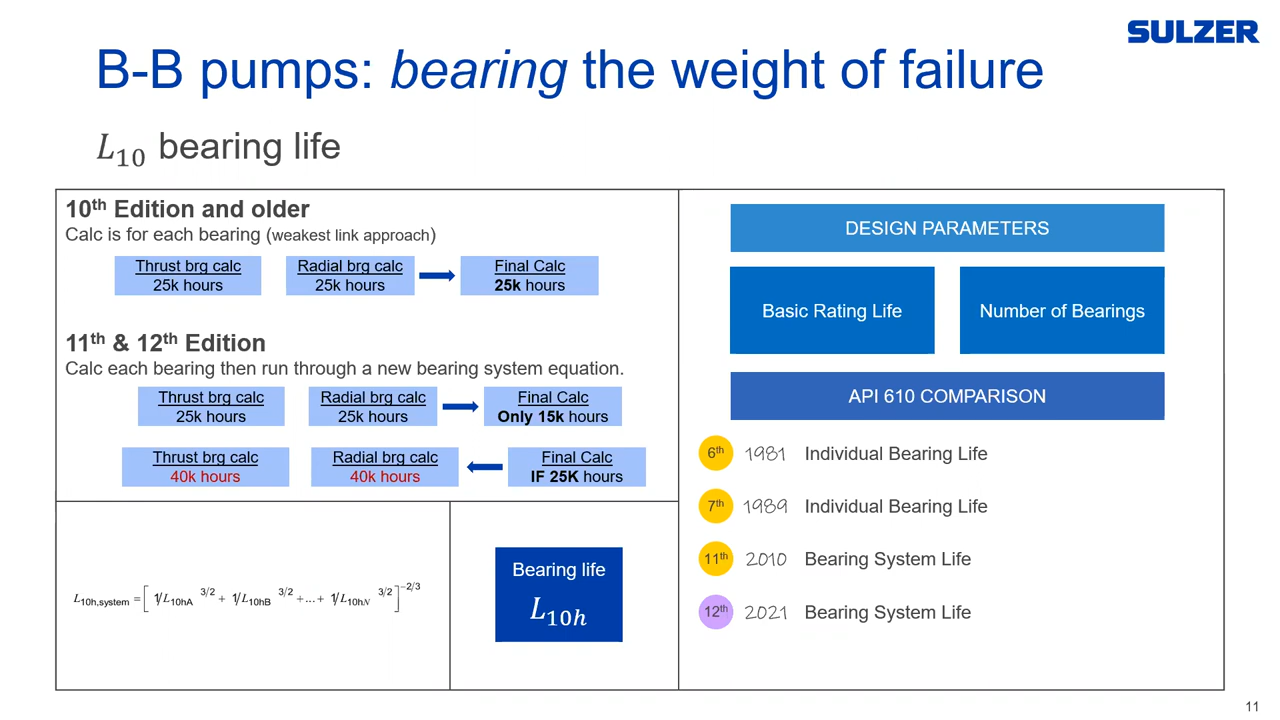 SULZER
B-B pumps: bearing the weight of failure
L10 bearing life
10th Edition and older
Calc is for each bearing (weakest link approach)
Thrust brg calc
25k hours
Radial brg calc
25k hours
Final Calc
25k hours
11th & 12th Edition
Calc each bearing then run through a new bearing system equation.
Thrust brg calc
25k hours
Radial brg calc
25k hours
Final Calc
Only 15k hours
Thrust brg calc
40k hours
Radial brg calc
40k hours
Final Calc
IF 25K hours
L10h,system = [ 1/L10hA 3/2 + 1/L10hB 3/2 + ... + 1/L10hN 3/2 ]−2/3
Bearing life
L10h
DESIGN PARAMETERS
Basic Rating Life
Number of Bearings
API 610 COMPARISON
6th 1981 Individual Bearing Life
7th 1989 Individual Bearing Life
11th 2010 Bearing System Life
12th 2021 Bearing System Life
11